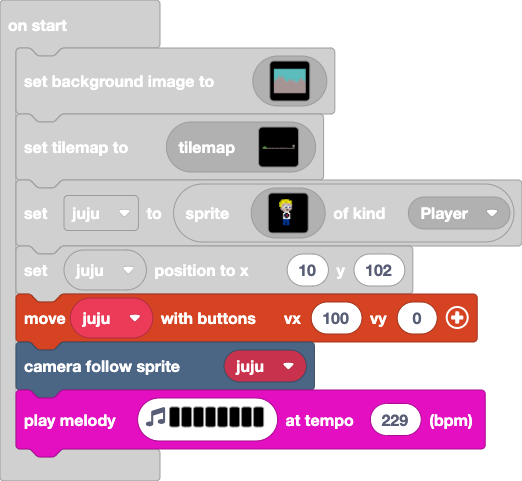 on start
set background image to
set tilemap to tilemap
set juju to sprite of kind Player
set juju position to x 10 y 102
move juju with buttons vx 100 vy 0
camera follow sprite juju
play melody at tempo 229 (bpm)